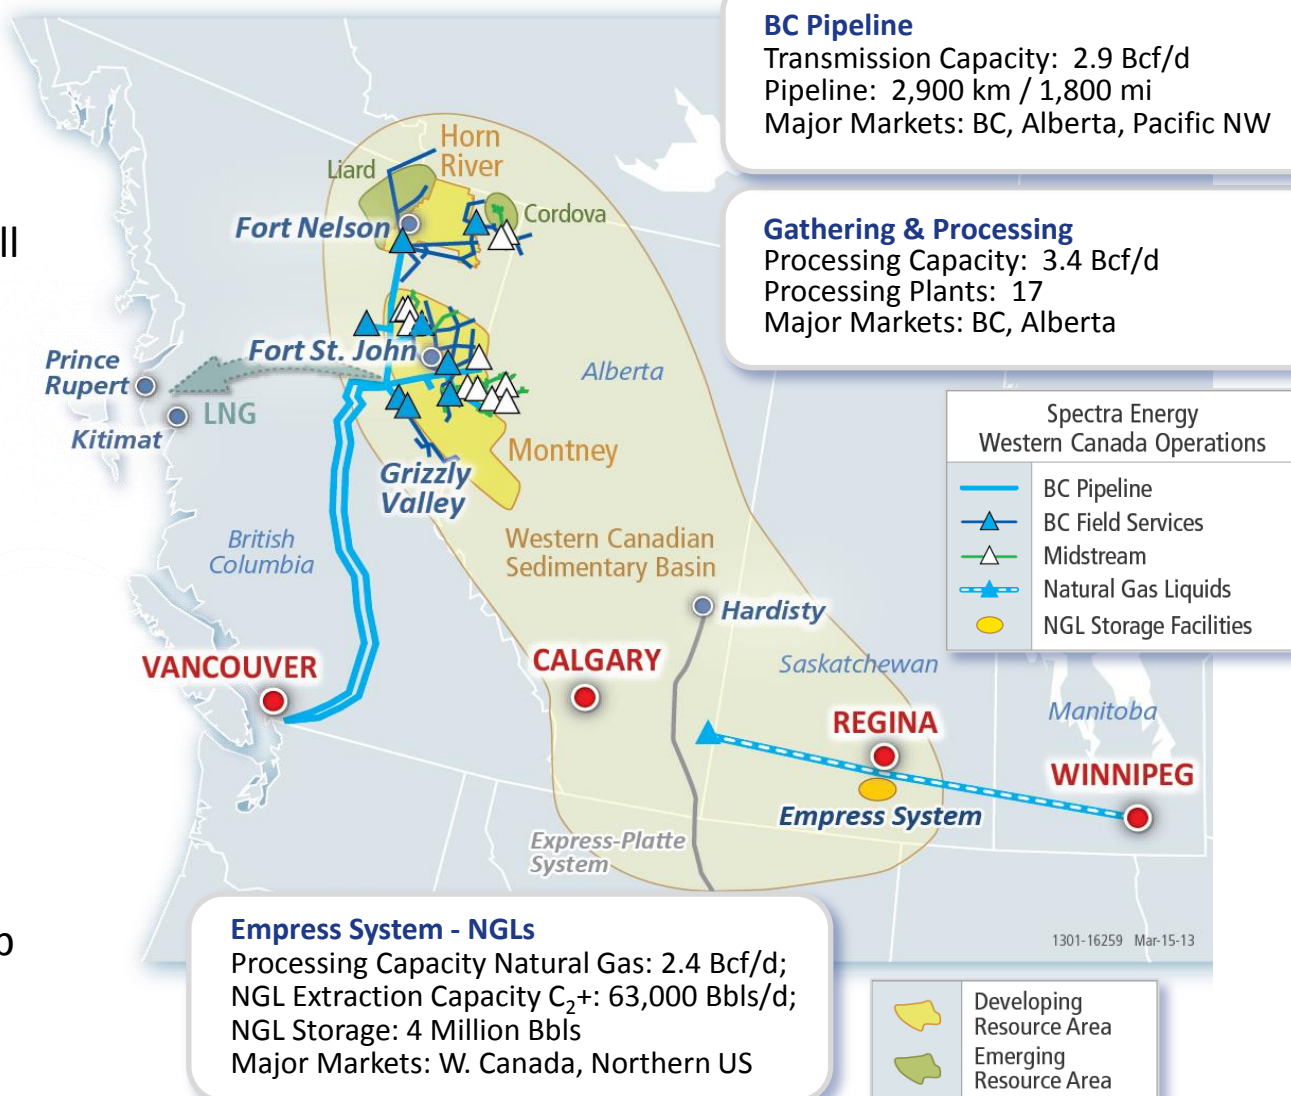 BC Pipeline
Transmission Capacity: 2.9 Bcf/d
Pipeline: 2,900 km / 1,800 mi
Major Markets: BC, Alberta, Pacific NW
Gathering & Processing
Processing Capacity: 3.4 Bcf/d
Processing Plants: 17
Major Markets: BC, Alberta
Horn
River
Liard
Cordova
Fort Nelson
ll
Fort St. John
Prince
Rupert
LNG
Kitimat
Alberta
Montney
Grizzly
Valley
British
Columbia
Western Canadian
Sedimentary Basin
Hardisty
Spectra Energy
Western Canada Operations
BC Pipeline
BC Field Services
Midstream
Natural Gas Liquids
NGL Storage Facilities
VANCOUVER
CALGARY
Saskatchewan
REGINA
Manitoba
WINNIPEG
Empress System
Express-Platte
System
Empress System - NGLs
Processing Capacity Natural Gas: 2.4 Bcf/d;
NGL Extraction Capacity C₂+: 63,000 Bbls/d;
NGL Storage: 4 Million Bbls
Major Markets: W. Canada, Northern US
1301-16259 Mar-15-13
Developing
Resource Area
Emerging
Resource Area